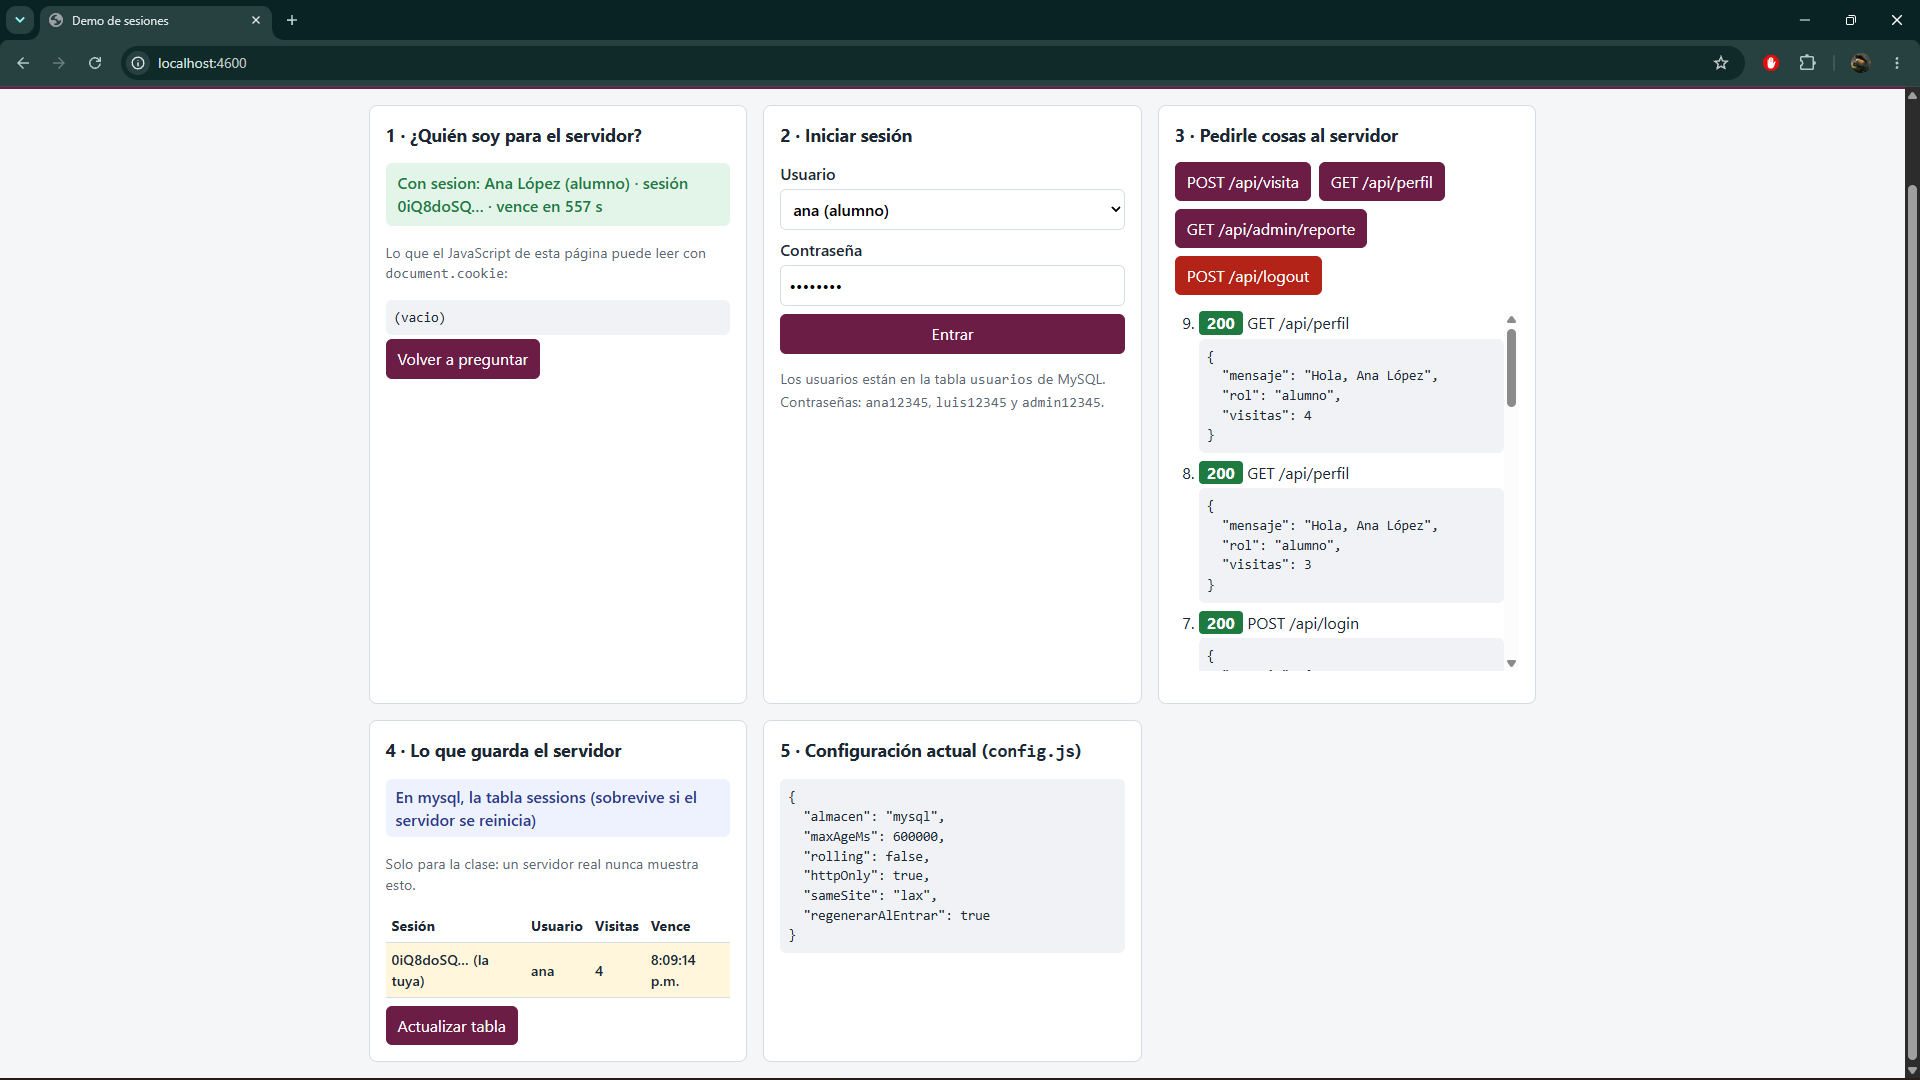 Demo de sesiones
localhost:4600
1 · ¿Quién soy para el servidor?
Con sesion: Ana López (alumno) · sesión
0iQ8doSQ... · vence en 557 s
Lo que el JavaScript de esta página puede leer con
document.cookie:
(vacio)
Volver a preguntar
2 · Iniciar sesión
Usuario
ana (alumno)
Contraseña
••••••••
Entrar
Los usuarios están en la tabla usuarios de MySQL.
Contraseñas: ana12345, luis12345 y admin12345.
3 · Pedirle cosas al servidor
POST /api/visita
GET /api/perfil
GET /api/admin/reporte
POST /api/logout
9. 200 GET /api/perfil
{
"mensaje": "Hola, Ana López",
"rol": "alumno",
"visitas": 4
}
8. 200 GET /api/perfil
{
"mensaje": "Hola, Ana López",
"rol": "alumno",
"visitas": 3
}
7. 200 POST /api/login
{
4 · Lo que guarda el servidor
En mysql, la tabla sessions (sobrevive si el
servidor se reinicia)
Solo para la clase: un servidor real nunca muestra
esto.
Sesión Usuario Visitas Vence
0iQ8doSQ... (la
tuya)
ana
4
8:09:14
p.m.
Actualizar tabla
5 · Configuración actual (config.js)
{
"almacen": "mysql",
"maxAgeMs": 600000,
"rolling": false,
"httpOnly": true,
"sameSite": "lax",
"regenerarAlEntrar": true
}